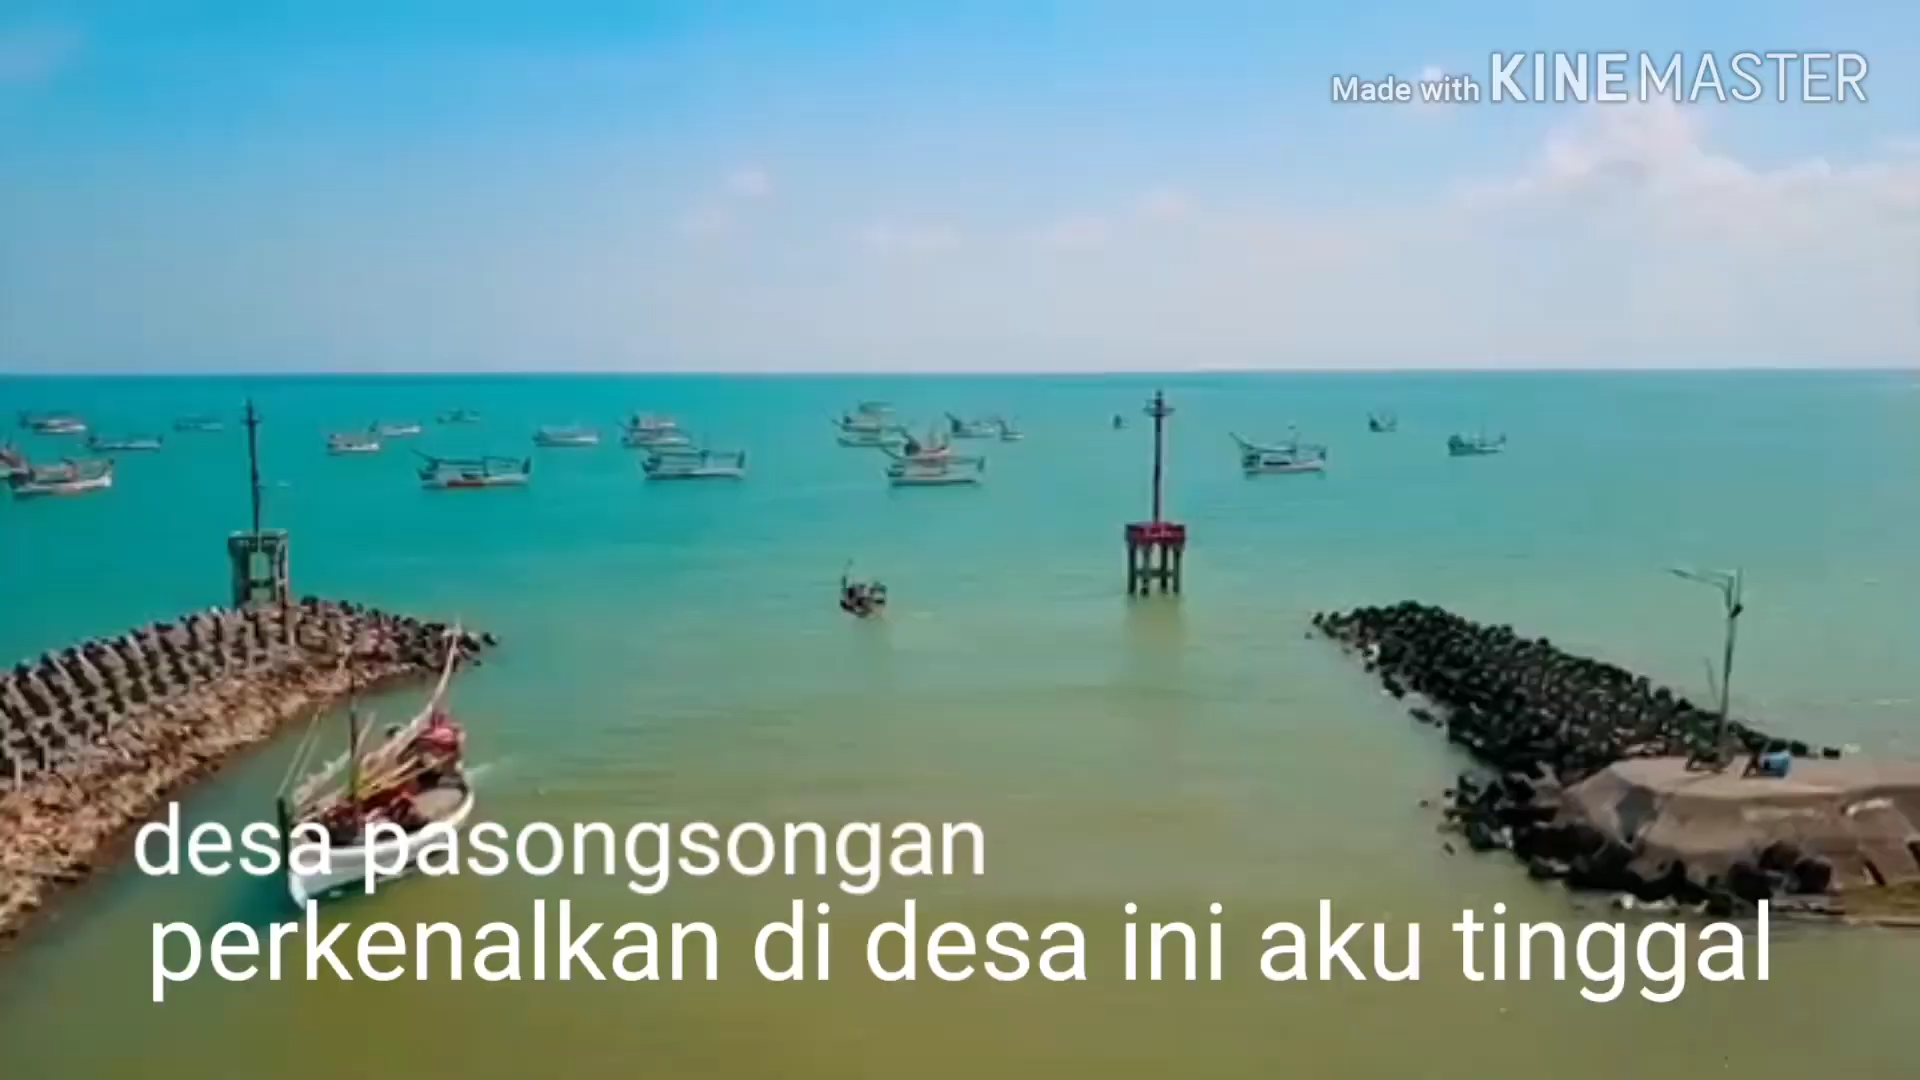 Made with KINEMASTER
desa pasongsongan
perkenalkan di desa ini aku tinggal